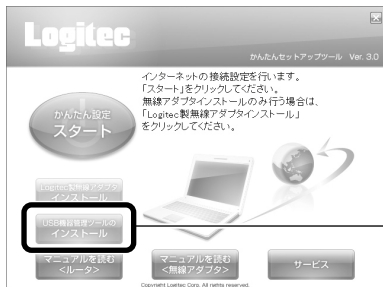 Logitec
かんたんセットアップツール Ver. 3.0
インターネットの接続設定を行います。
「スタート」をクリックしてください。
無線アダプタインストールのみ行う場合は、
「Logitec製無線アダプタインストール」
をクリックしてください。
かんたん設定
スタート
Logitec製無線アダプタ
インストール
USB機器管理ツールの
インストール
マニュアルを読む
<ルータ>
マニュアルを読む
<無線アダプタ>
サービス
Copyright Logitec Corp. All rights reserved.